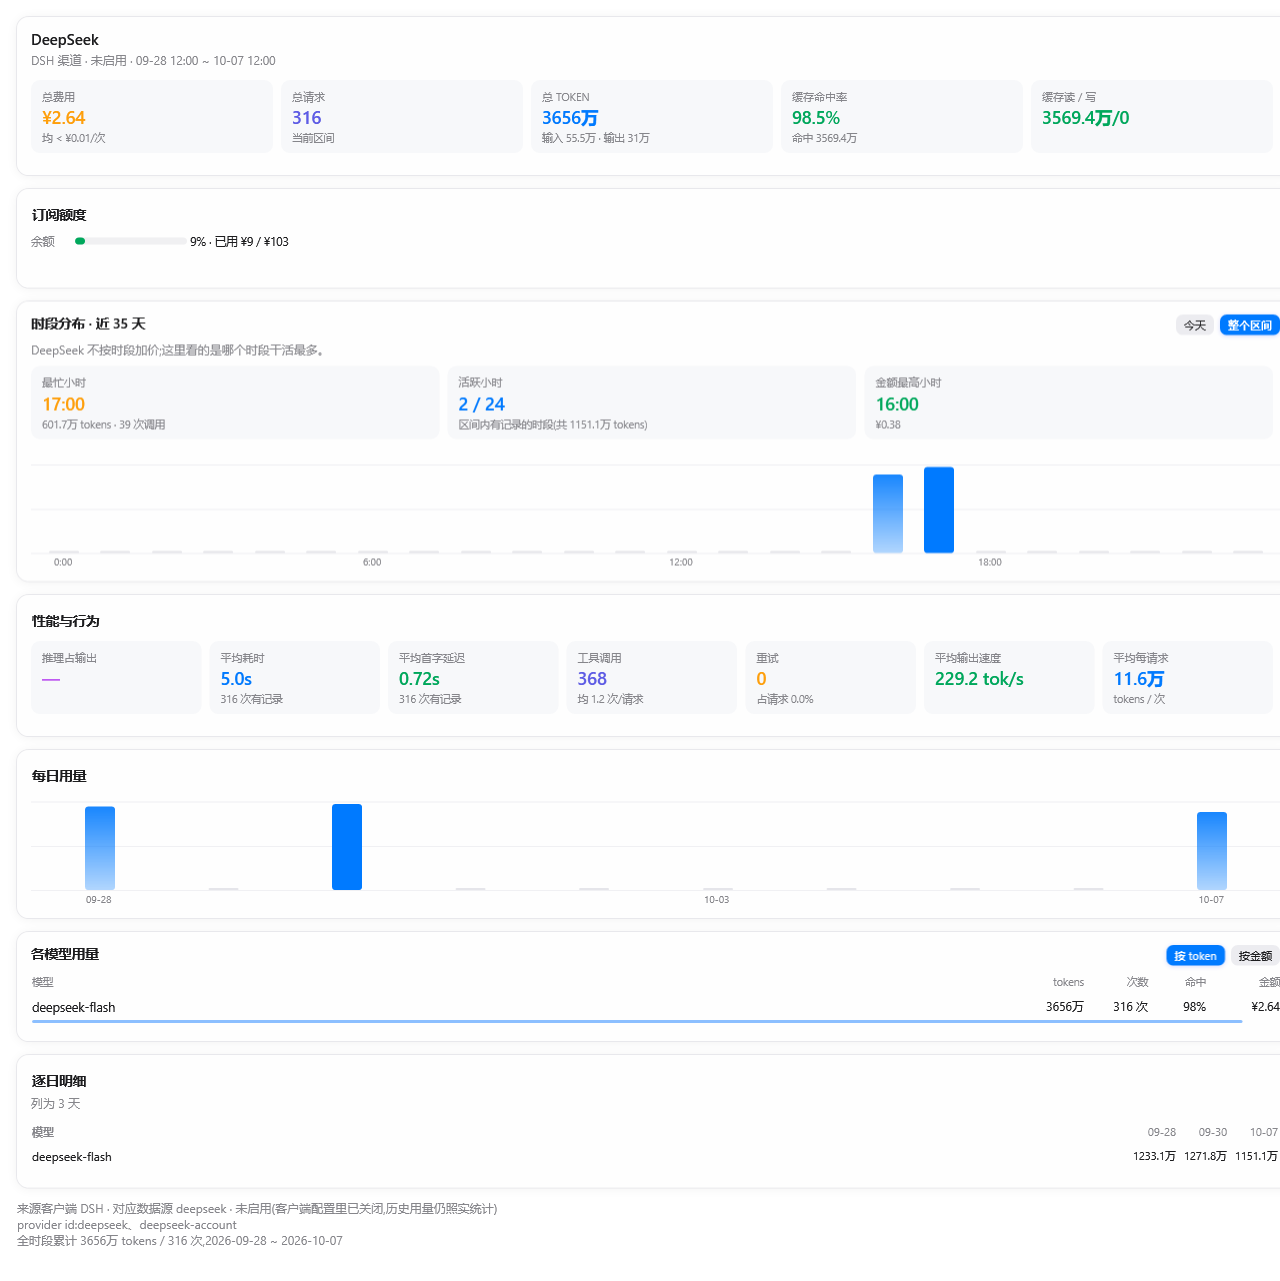 DeepSeek
DSH 渠道 · 未启用 · 09-28 12:00 ~ 10-07 12:00
总费用
¥2.64
均 < ¥0.01/次
总请求
316
当前区间
总 TOKEN
3656万
输入 55.5万 · 输出 31万
缓存命中率
98.5%
命中 3569.4万
缓存读 / 写
3569.4万/0
订阅额度
余额 9% · 已用 ¥9 / ¥103
时段分布 · 近 35 天
今天 整个区间
DeepSeek 不按时段加价;这里看的是哪个时段干活最多。
最忙小时
17:00
601.7万 tokens · 39 次调用
活跃小时
2 / 24
区间内有记录的时段(共 1151.1万 tokens)
金额最高小时
16:00
¥0.38
0:00 6:00 12:00 18:00
性能与行为
推理占输出
—
平均耗时
5.0s
316 次有记录
平均首字延迟
0.72s
316 次有记录
工具调用
368
均 1.2 次/请求
重试
0
占请求 0.0%
平均输出速度
229.2 tok/s
平均每请求
11.6万
tokens / 次
每日用量
09-28 10-03 10-07
各模型用量
按 token 按金额
模型 tokens 次数 命中 金额
deepseek-flash 3656万 316 次 98% ¥2.64
逐日明细
列为 3 天
模型 09-28 09-30 10-07
deepseek-flash 1233.1万 1271.8万 1151.1万
来源客户端 DSH · 对应数据源 deepseek · 未启用(客户端配置里已关闭,历史用量仍照实统计)
provider id:deepseek、deepseek-account
全时段累计 3656万 tokens / 316 次,2026-09-28 ~ 2026-10-07